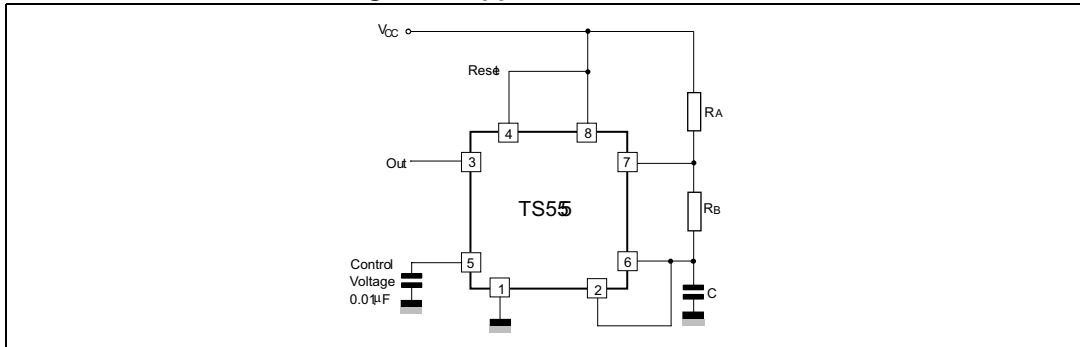 VCC
Reset
RA
4
8
Out
3
7
TS555
RB
Control
Voltage
0.01µF
5
6
1
2
C